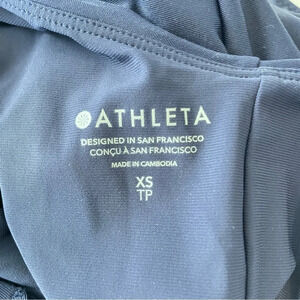 ATHLETA
DESIGNED IN SAN FRANCISCO
CONÇU À SAN FRANCISCO
MADE IN CAMBODIA
XS
TP